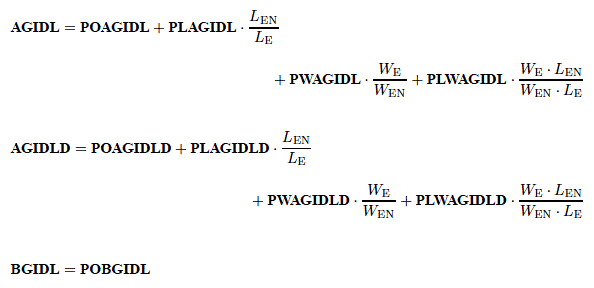 AGIDL = POAGIDL + PLAGIDL · L_EN / L_E
+ PWAGIDL · W_E / W_EN + PLWAGIDL · W_E · L_EN / W_EN · L_E
AGIDLD = POAGIDLD + PLAGIDLD · L_EN / L_E
+ PWAGIDLD · W_E / W_EN + PLWAGIDLD · W_E · L_EN / W_EN · L_E
BGIDL = POBGIDL